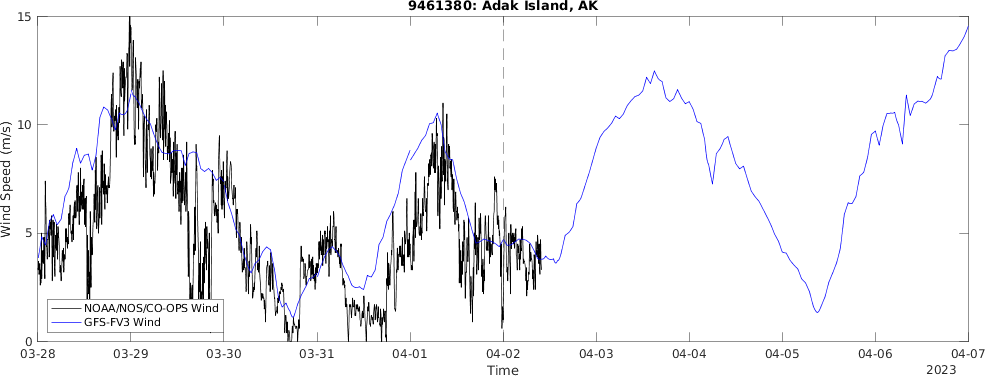 9461380: Adak Island, AK
15
10
5
0
Wind Speed (m/s)
NOAA/NOS/CO-OPS Wind
GFS-FV3 Wind
03-28 03-29 03-30 03-31 04-01 04-02 04-03 04-04 04-05 04-06 04-07
Time
2023